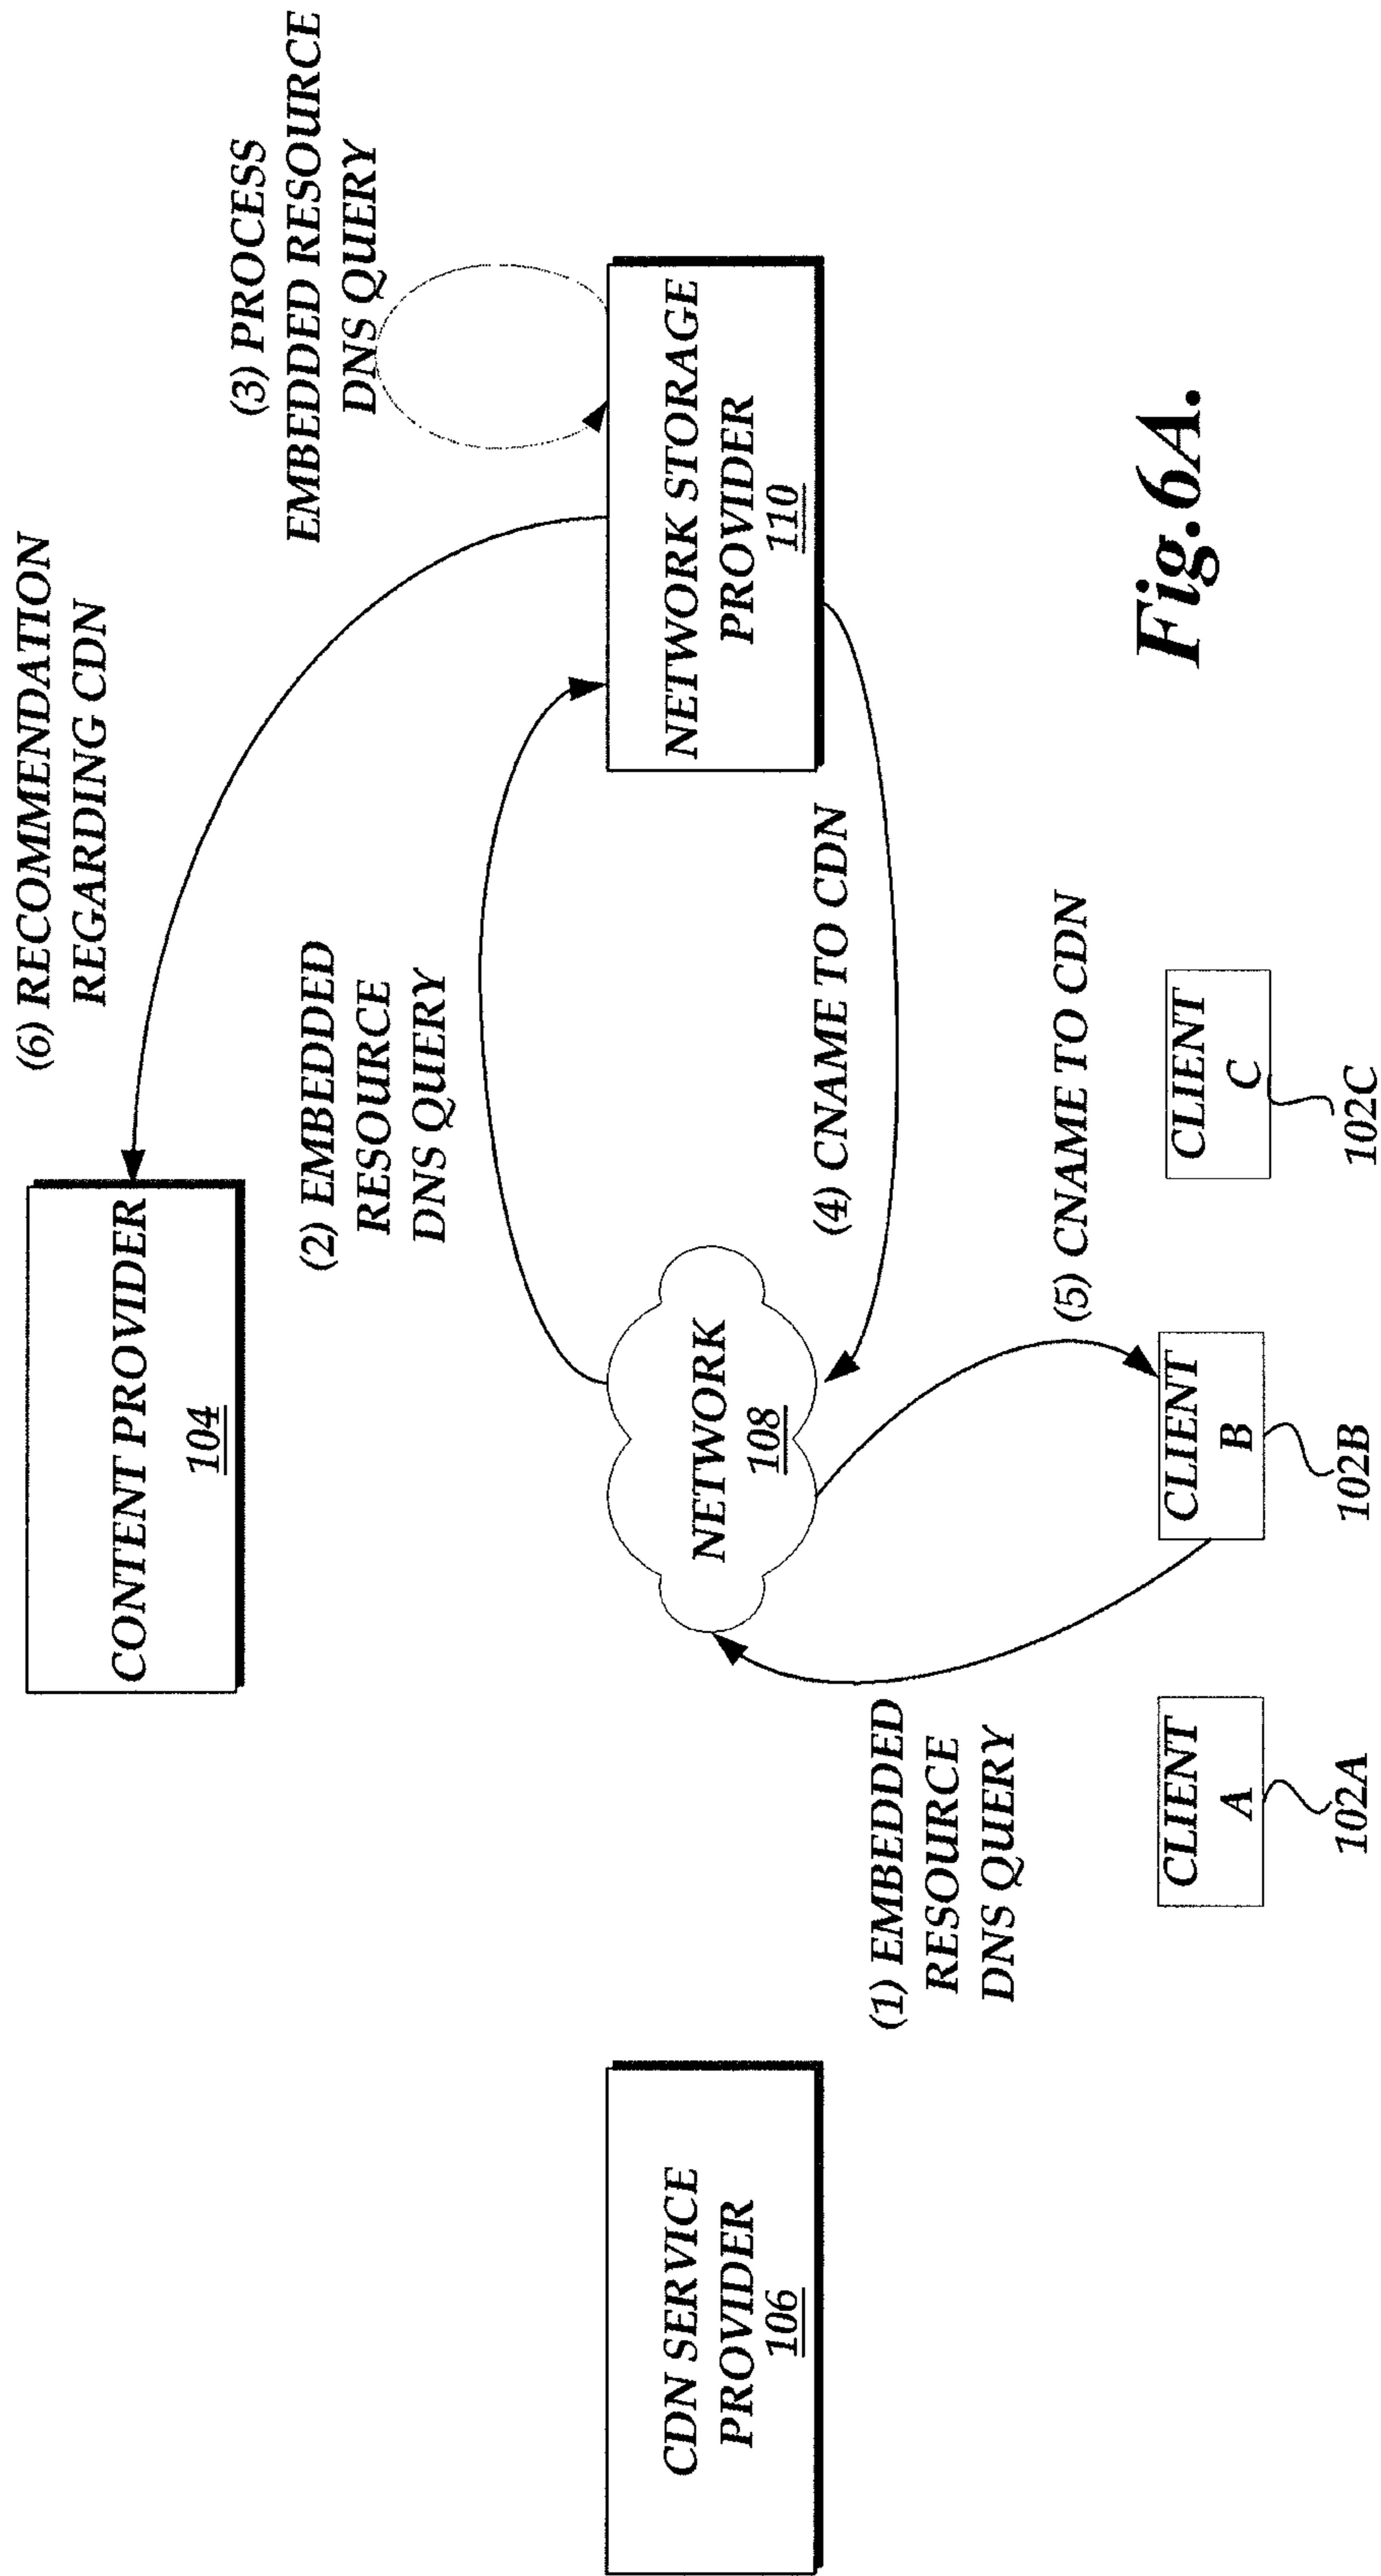 (6) RECOMMENDATION
REGARDING CDN
CONTENT PROVIDER
104
(3) PROCESS
EMBEDDED RESOURCE
DNS QUERY
(2) EMBEDDED
RESOURCE
DNS QUERY
CDN SERVICE
PROVIDER
106
NETWORK
108
NETWORK STORAGE
PROVIDER
110
(4) CNAME TO CDN
(1) EMBEDDED
RESOURCE
DNS QUERY
(5) CNAME TO CDN
CLIENT
A
102A
CLIENT
B
102B
CLIENT
C
102C
Fig.6A.